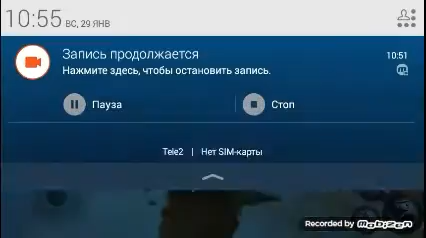 10:55 ВС, 29 ЯНВ
Запись продолжается
10:51
Нажмите здесь, чтобы остановить запись.
Пауза
Стоп
Tele2 | Нет SIM-карты
Recorded by Mobizen